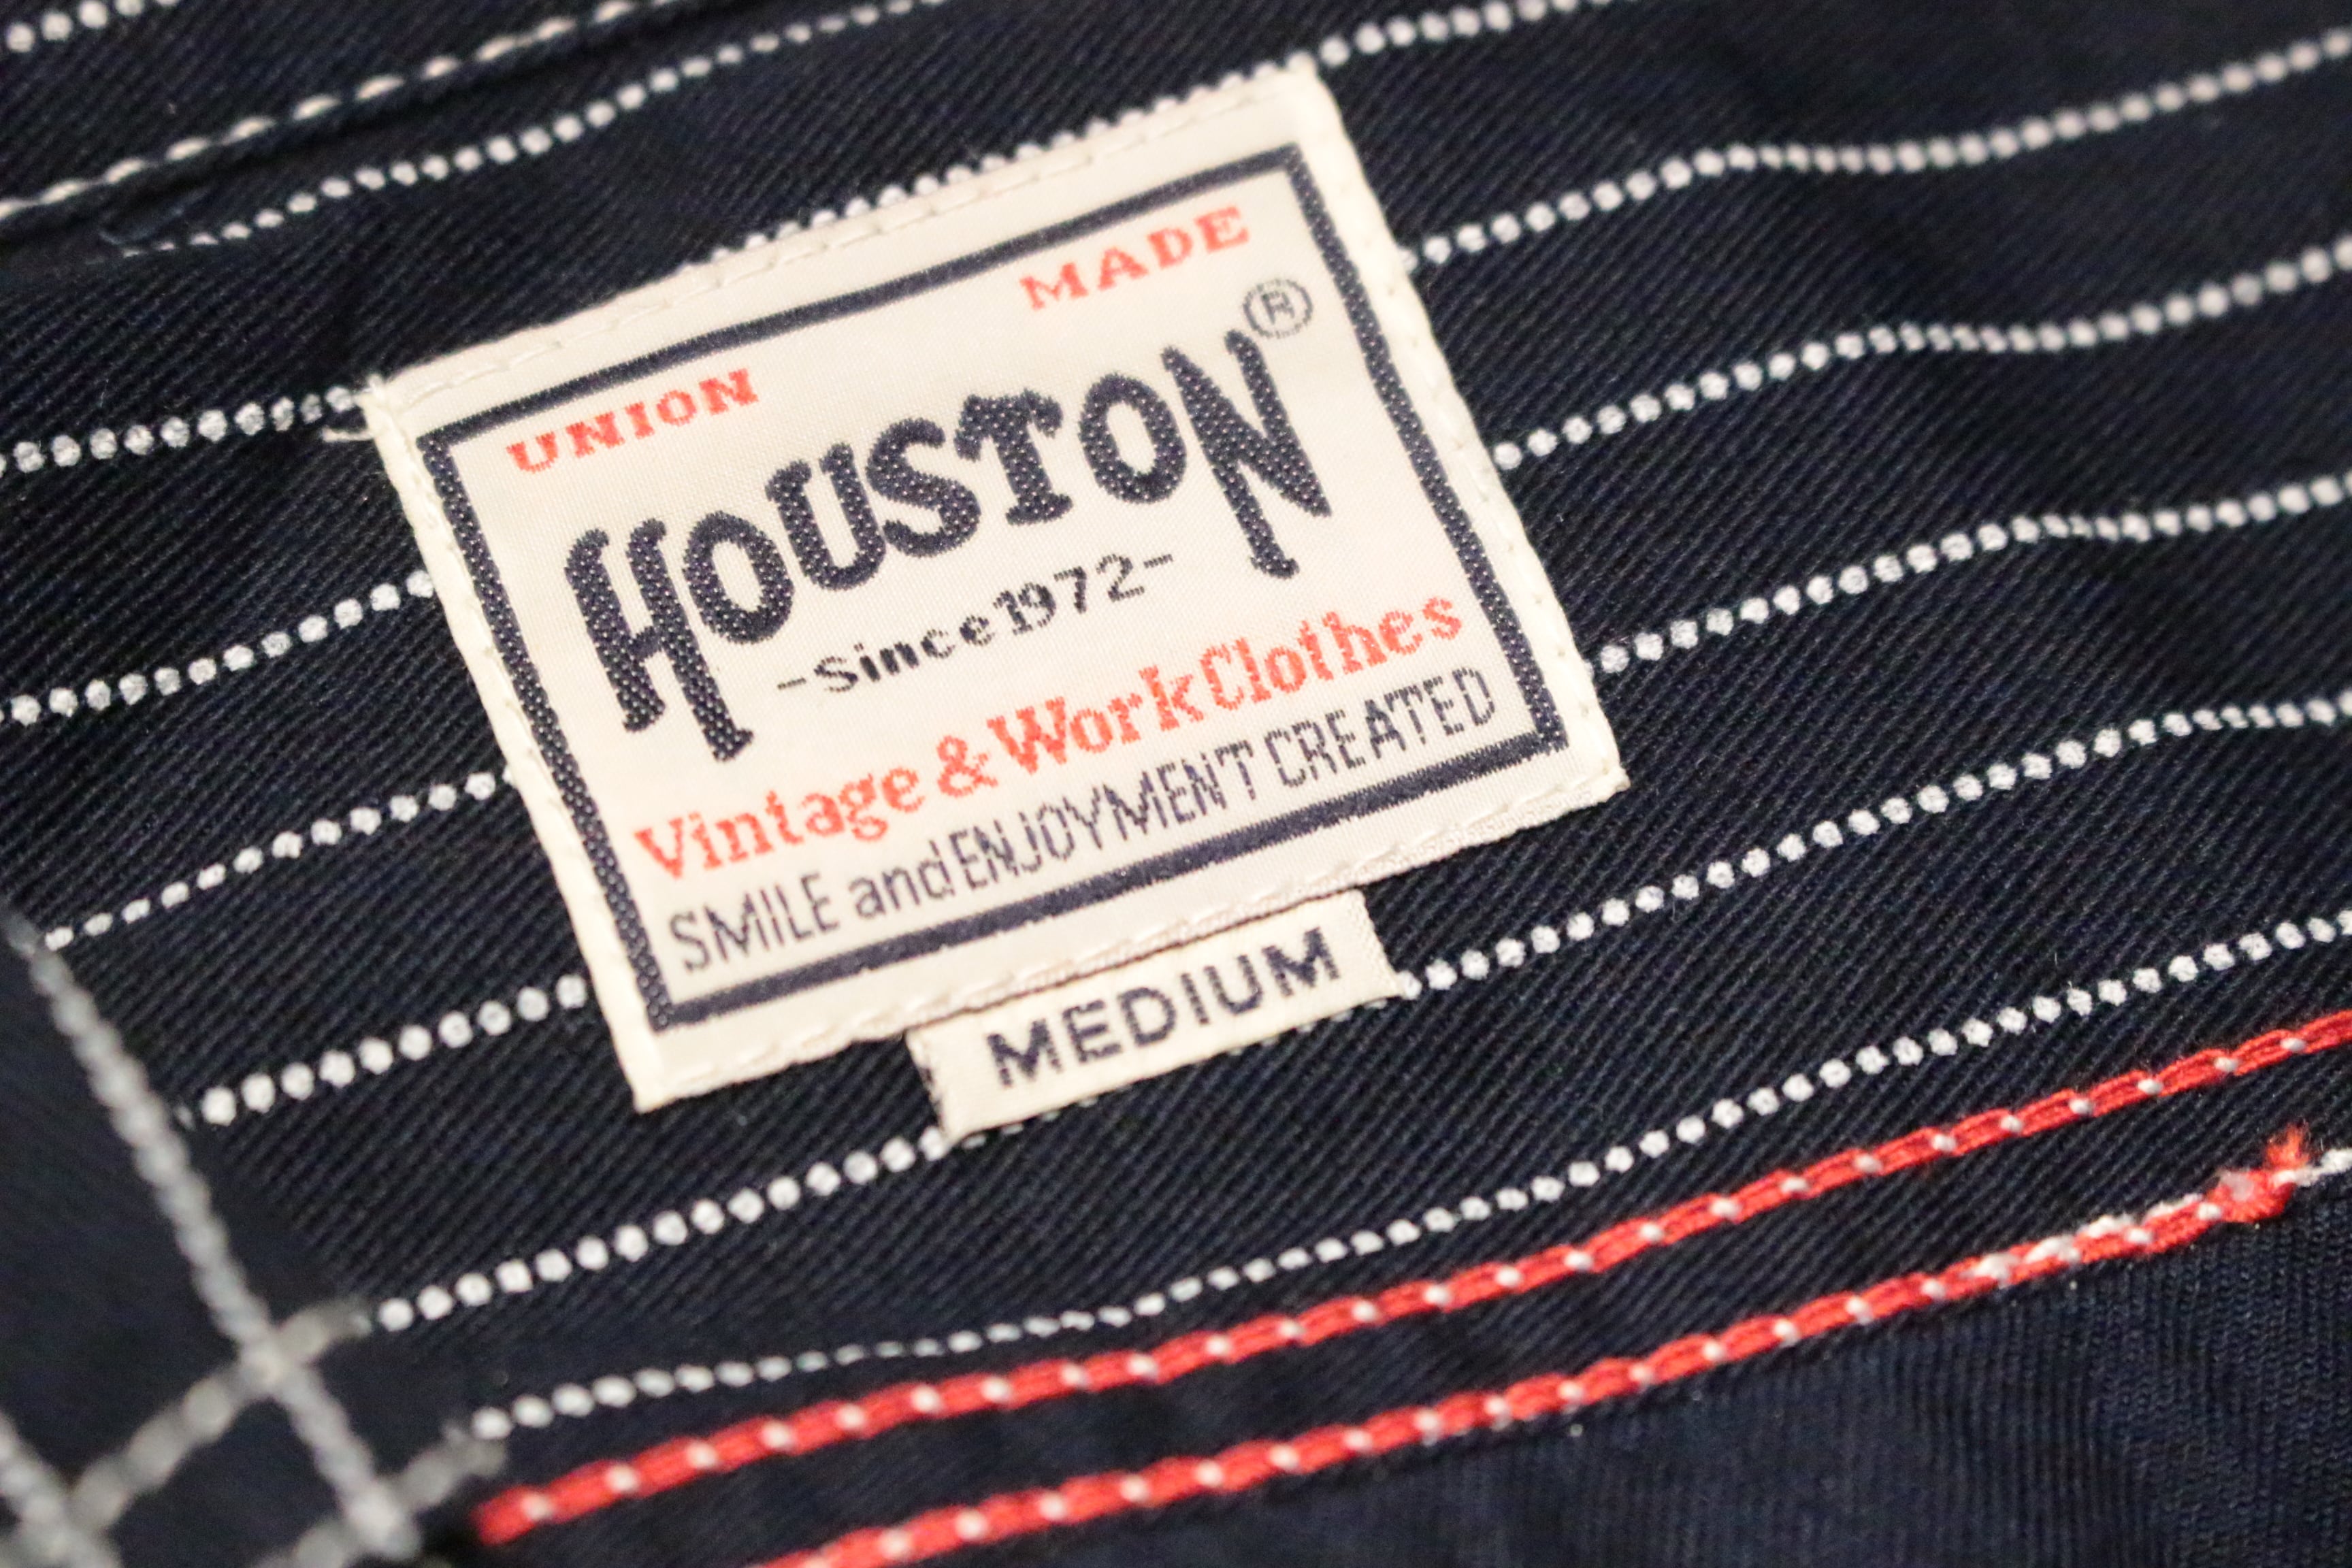 UNION MADE
HOUSTON®
-Since 1972-
Vintage & Work Clothes
SMILE and ENJOYMENT CREATED
MEDIUM